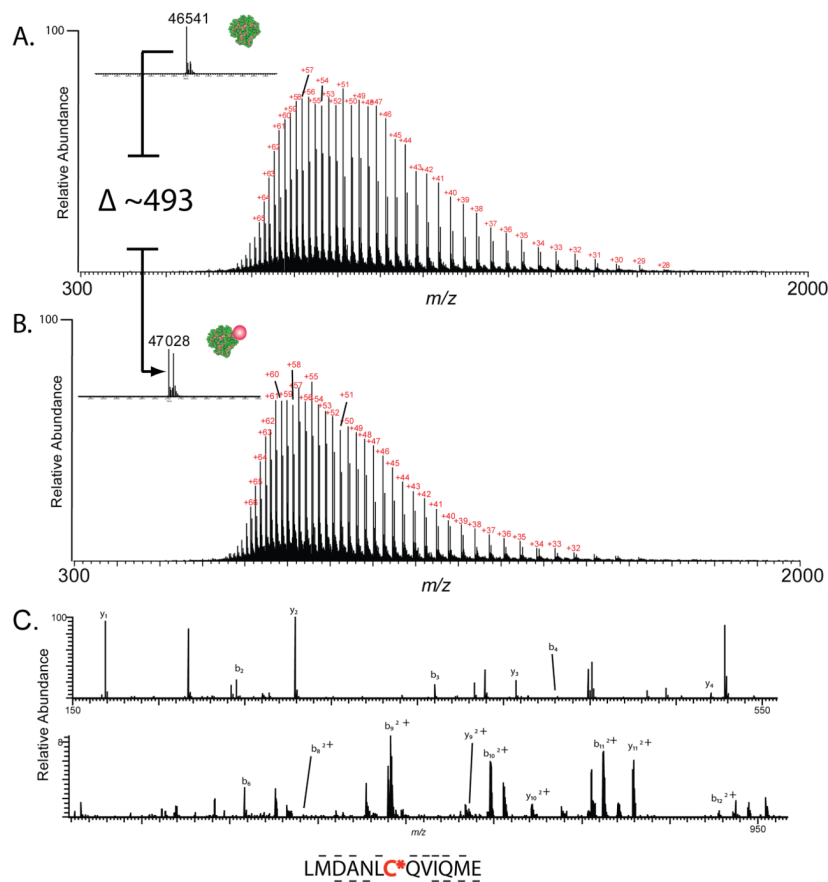 A.
46541
100
Relative Abundance
+65 +64 +63 +62 +61 +60 +59 +58 +57 +56 +55 +54 +53 +52 +51 +50 +49 +48 +47 +46 +45 +44 +43 +42 +41 +40 +39 +38 +37 +36 +35 +34 +33 +32 +31 +30 +29 +28
Δ ~493
300 2000
m/z
B.
100
47028
Relative Abundance
+66 +65 +64 +63 +62 +61 +60 +59 +58 +57 +56 +55 +54 +53 +52 +51 +50 +49 +48 +47 +46 +45 +44 +43 +42 +41 +40 +39 +38 +37 +36 +35 +34 +33 +32
300 2000
m/z
C.
Relative Abundance
100
y₁ b₂ y₂ b₃ y₃ b₄ y₄
150 550
8
b₆ b₈ ²⁺ b₉ ²⁺ y₉ ²⁺ b₁₀ ²⁺ y₁₀ ²⁺ b₁₁ ²⁺ y₁₁ ²⁺ b₁₂ ²⁺
m/z 950
LMDANLC*QVIQME